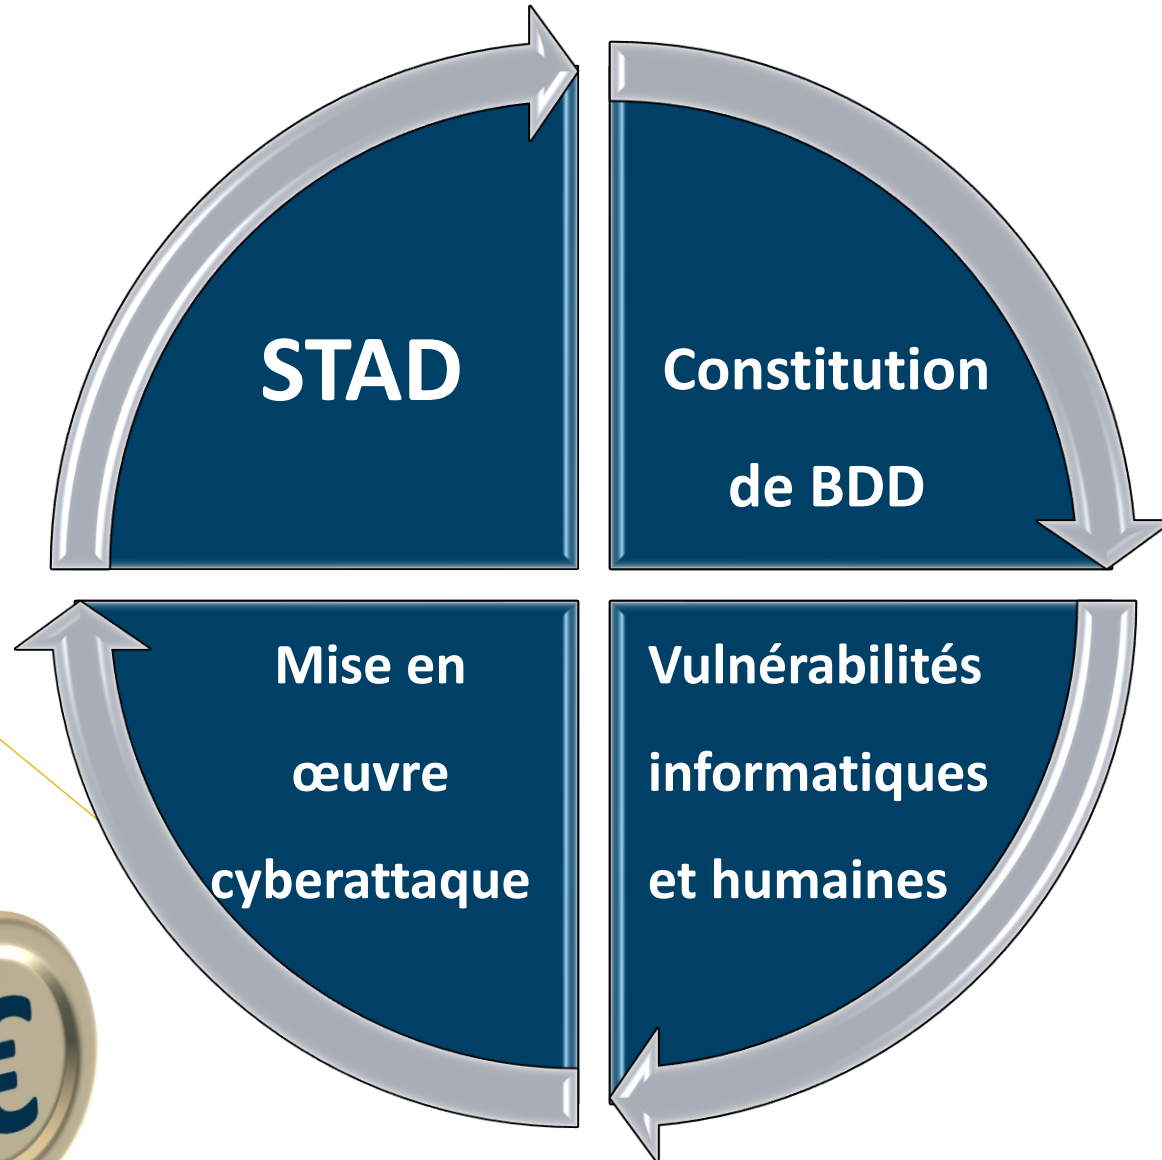 STAD
Constitution
de BDD
Mise en
œuvre
cyberattaque
Vulnérabilités
informatiques
et humaines
€